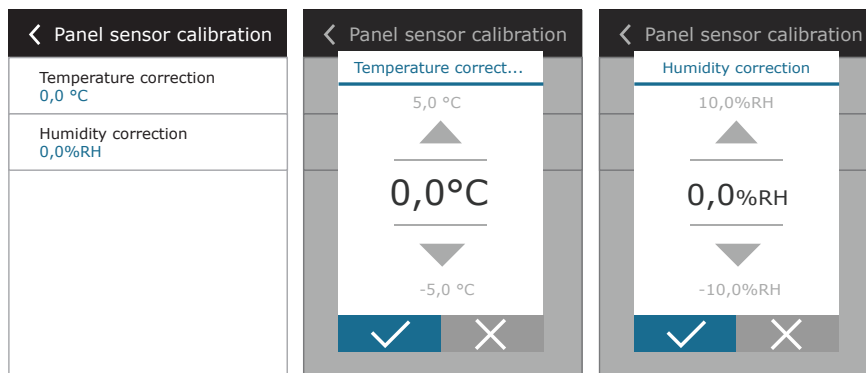 Panel sensor calibration
Temperature correction
0,0 °C
Humidity correction
0,0%RH
Panel sensor calibration
Temperature correct...
5,0 °C
0,0°C
-5,0 °C
Panel sensor calibration
Humidity correction
10,0%RH
0,0%RH
-10,0%RH